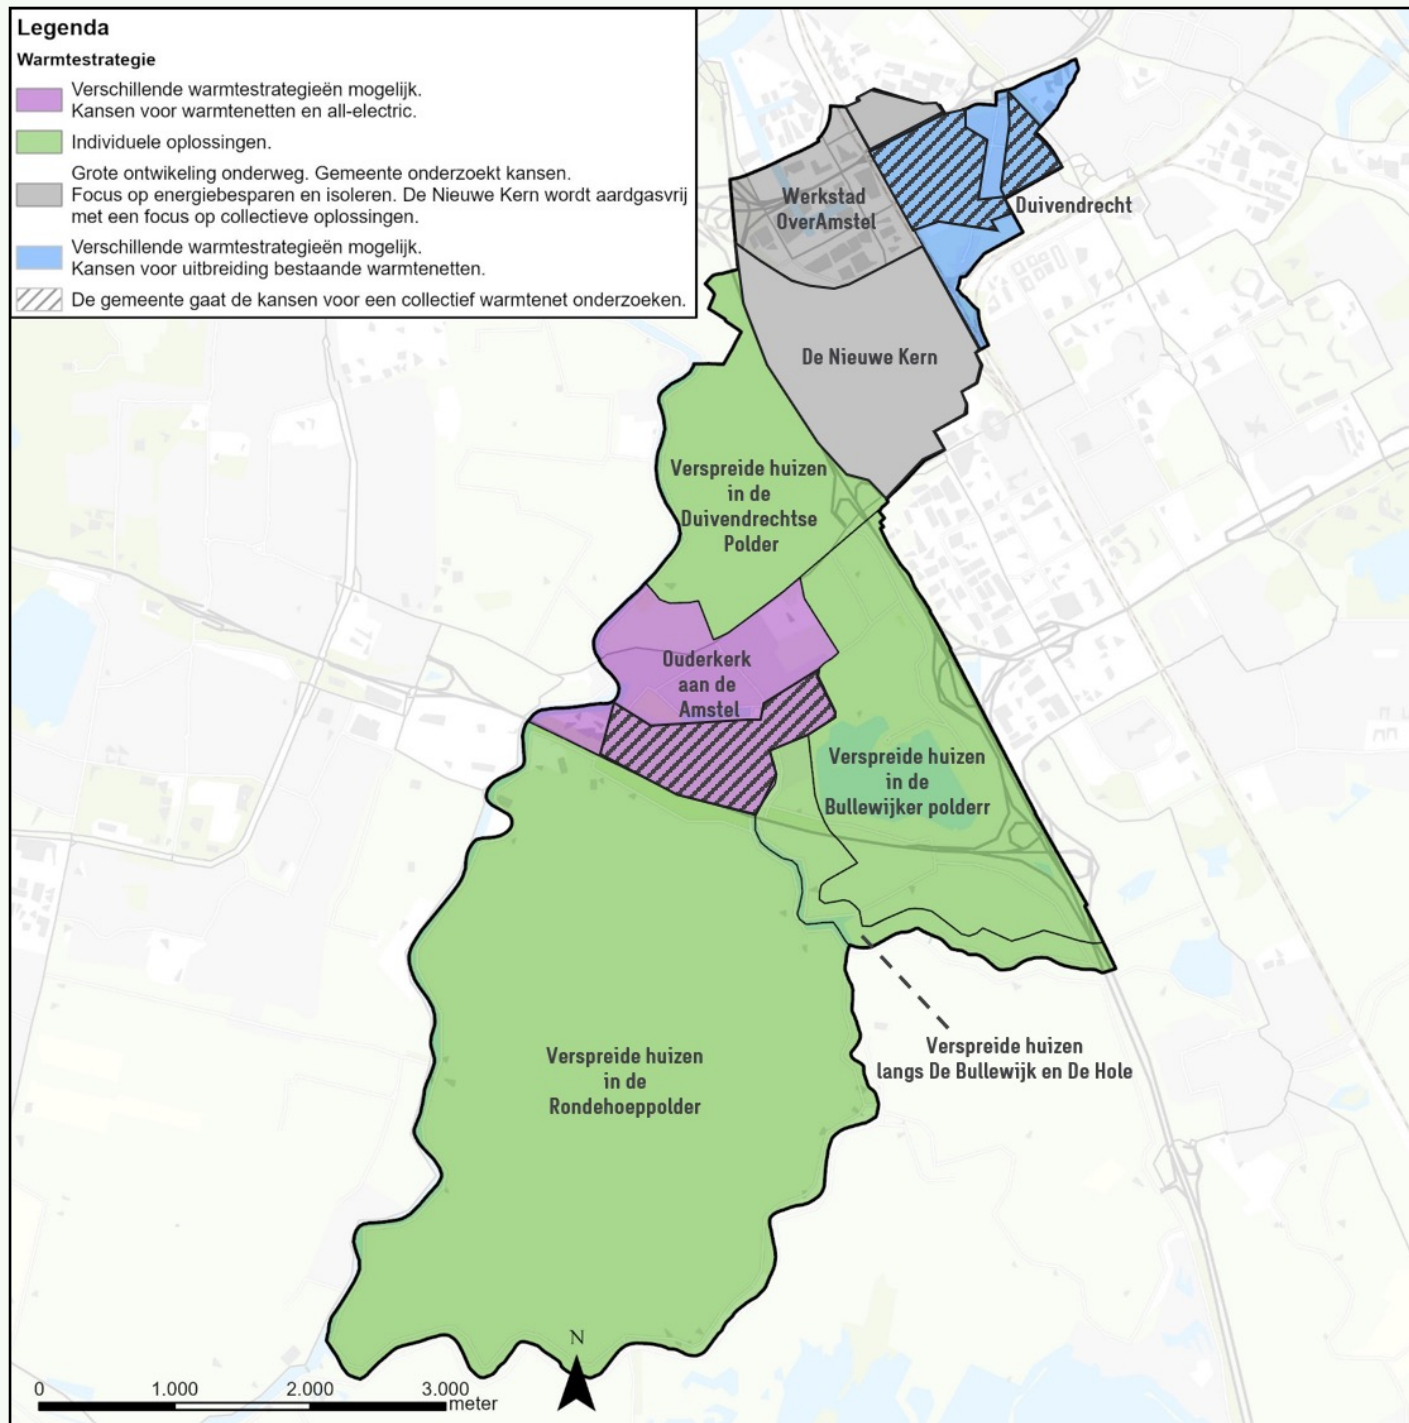 Legenda
Warmtestrategie
Verschillende warmtestrategieën mogelijk.
Kansen voor warmtenetten en all-electric.
Individuele oplossingen.
Grote ontwikeling onderweg. Gemeente onderzoekt kansen.
Focus op energiebesparen en isoleren. De Nieuwe Kern wordt aardgasvrij
met een focus op collectieve oplossingen.
Verschillende warmtestrategieën mogelijk.
Kansen voor uitbreiding bestaande warmtenetten.
De gemeente gaat de kansen voor een collectief warmtenet onderzoeken.
Werkstad
OverAmstel
Duivendrecht
De Nieuwe Kern
Verspreide huizen
in de
Duivendrechtse
Polder
Ouderkerk
aan de
Amstel
Verspreide huizen
in de
Bullewijker polderr
Verspreide huizen
langs De Bullewijk en De Hole
Verspreide huizen
in de
Rondehoeppolder
N
0 1.000 2.000 3.000
meter